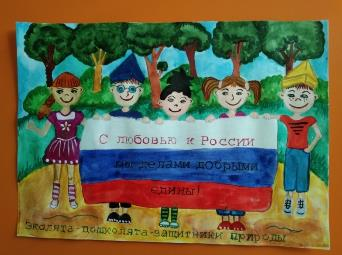 С любовью к России
мы делами добрыми
едины!
Эколята-дошколята-защитники природы